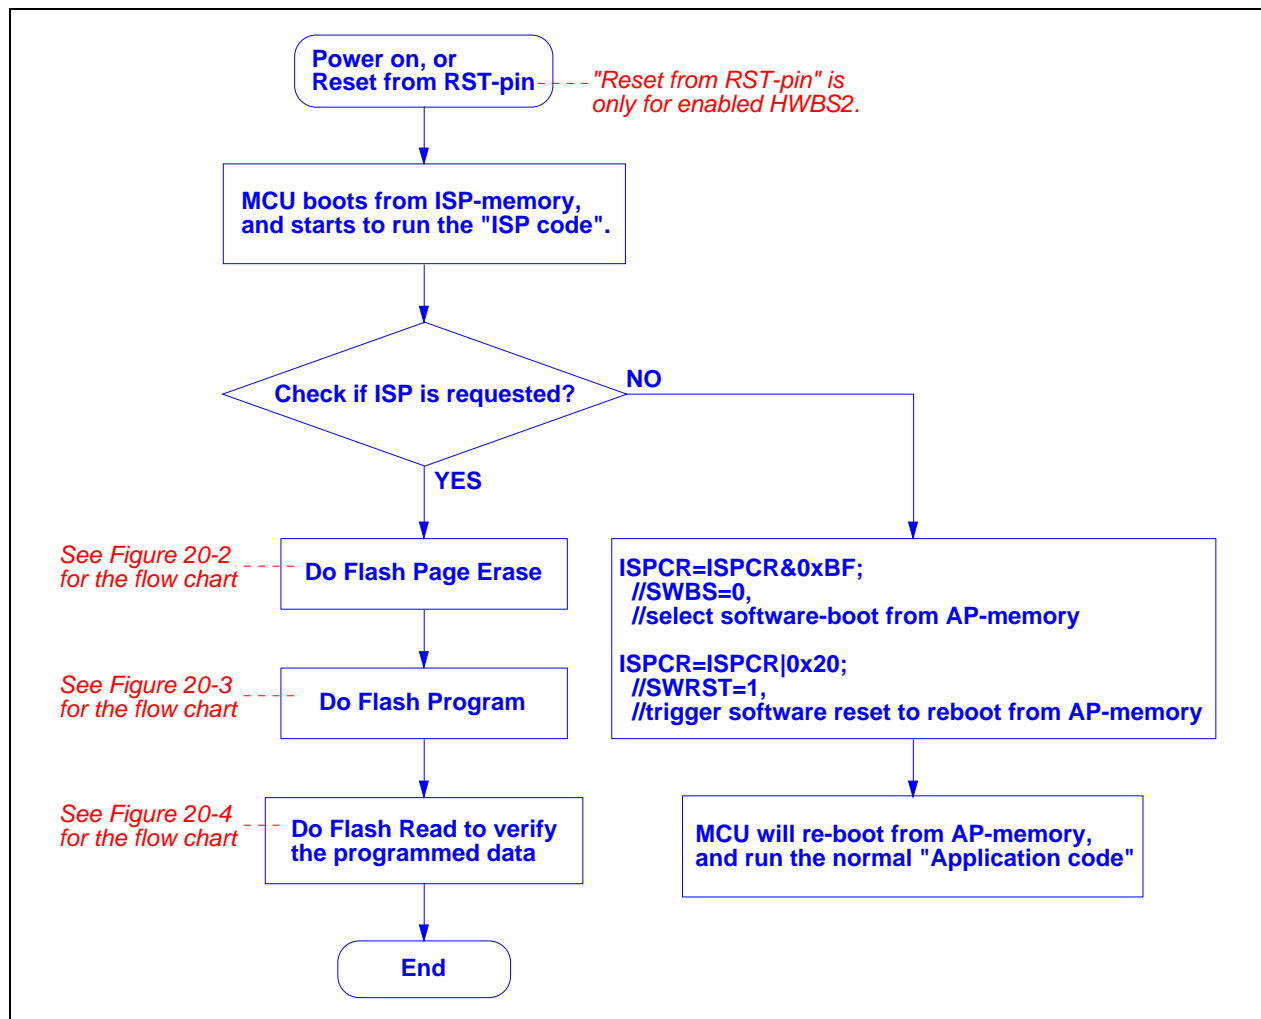 Power on, or
Reset from RST-pin
"Reset from RST-pin" is
only for enabled HWBS2.
MCU boots from ISP-memory,
and starts to run the "ISP code".
Check if ISP is requested?
NO
YES
See Figure 20-2
for the flow chart
Do Flash Page Erase
ISPCR=ISPCR&0xBF;
//SWBS=0,
//select software-boot from AP-memory
ISPCR=ISPCR|0x20;
//SWRST=1,
//trigger software reset to reboot from AP-memory
See Figure 20-3
for the flow chart
Do Flash Program
See Figure 20-4
for the flow chart
Do Flash Read to verify
the programmed data
MCU will re-boot from AP-memory,
and run the normal "Application code"
End